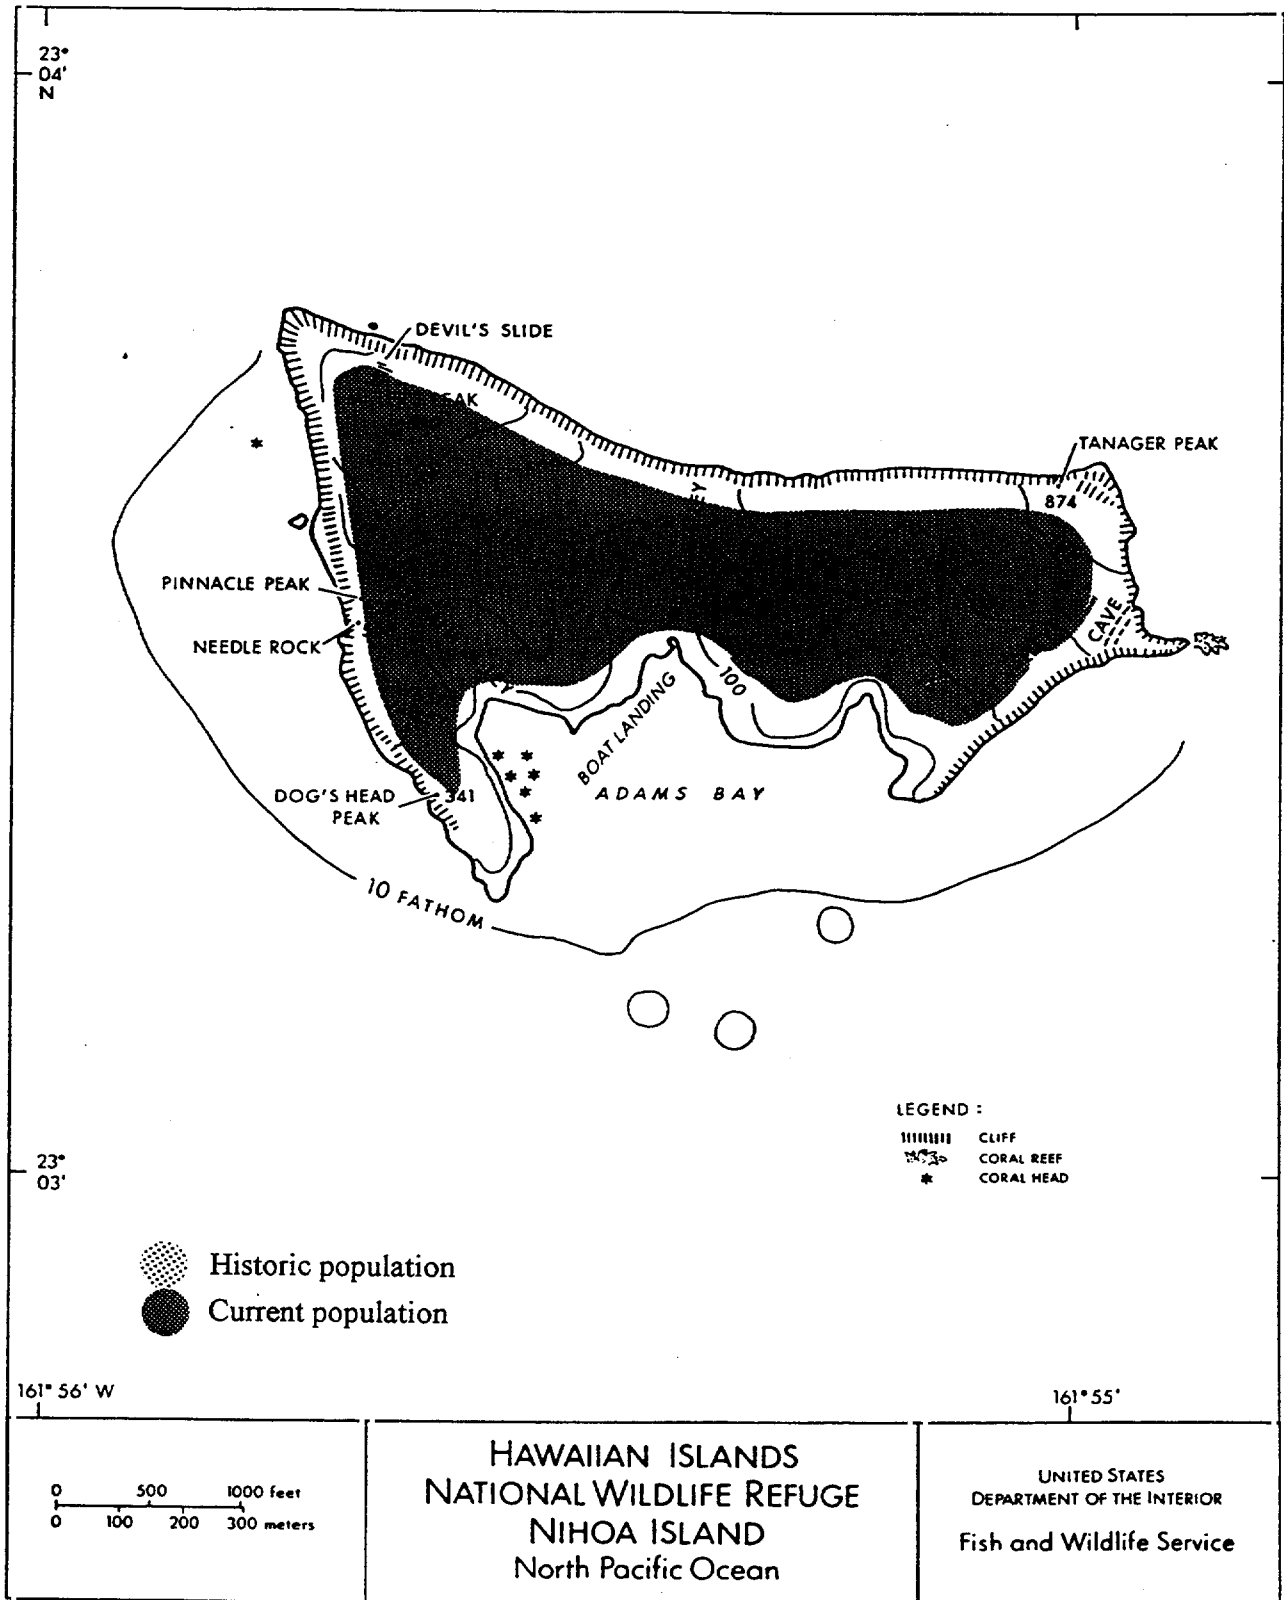 23°
04'
N
DEVIL'S SLIDE
TANAGER PEAK
874
PINNACLE PEAK
NEEDLE ROCK
CAVE
100
BOAT LANDING
ADAMS BAY
DOG'S HEAD
PEAK
341
10 FATHOM
LEGEND :
CLIFF
CORAL REEF
CORAL HEAD
23°
03'
Historic population
Current population
161° 56' W
161° 55'
0 500 1000 feet
0 100 200 300 meters
HAWAIIAN ISLANDS
NATIONAL WILDLIFE REFUGE
NIHOA ISLAND
North Pacific Ocean
UNITED STATES
DEPARTMENT OF THE INTERIOR
Fish and Wildlife Service